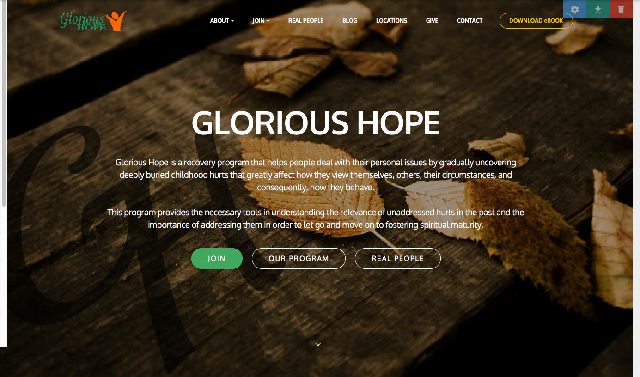 Glorious
HOPE
ABOUT
JOIN
REAL PEOPLE
BLOG
LOCATIONS
GIVE
CONTACT
DOWNLOAD eBOOK
GLORIOUS HOPE
Glorious Hope is a recovery program that helps people deal with their personal issues by gradually uncovering
deeply buried childhood hurts that greatly affect how they view themselves, others, their circumstances, and
consequently, how they behave.
This program provides the necessary tools in understanding the relevance of unaddressed hurts in the past and the
importance of addressing them in order to let go and move on to fostering spiritual maturity.
JOIN
OUR PROGRAM
REAL PEOPLE